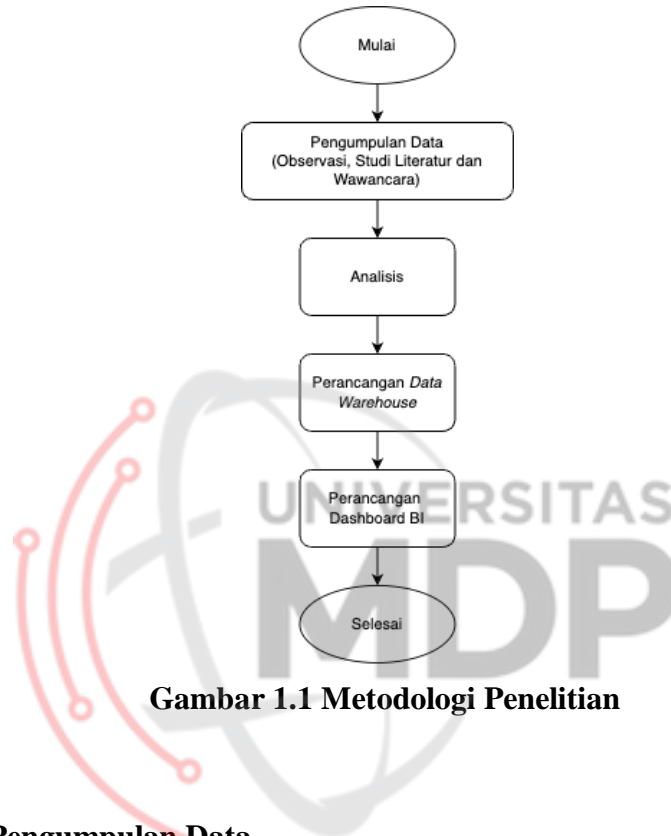 Mulai
Pengumpulan Data
(Observasi, Studi Literatur dan
Wawancara)
Analisis
Perancangan Data
Warehouse
Perancangan
Dashboard BI
UNIVERSITAS
MDP
Selesai
Gambar 1.1 Metodologi Penelitian
Pengumpulan Data